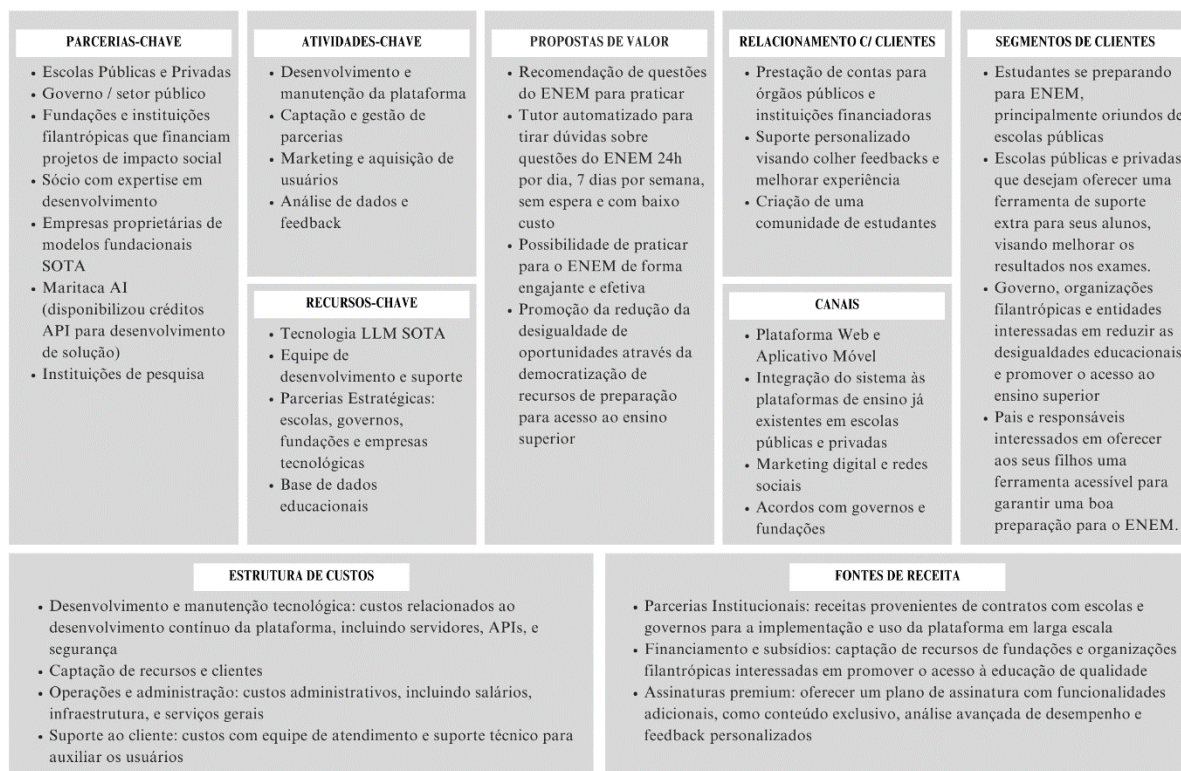 PARCERIAS-CHAVE
• Escolas Públicas e Privadas
• Governo / setor público
• Fundações e instituições
filantrópicas que financiam
projetos de impacto social
• Sócio com expertise em
desenvolvimento
• Empresas proprietárias de
modelos fundacionais
SOTA
• Maritaca AI
(disponibilizou créditos
API para desenvolvimento
de solução)
• Instituições de pesquisa
ATIVIDADES-CHAVE
• Desenvolvimento e
manutenção da plataforma
• Captação e gestão de
parcerias
• Marketing e aquisição de
usuários
• Análise de dados e
feedback
RECURSOS-CHAVE
• Tecnologia LLM SOTA
• Equipe de
desenvolvimento e suporte
• Parcerias Estratégicas:
escolas, governos,
fundações e empresas
tecnológicas
• Base de dados
educacionais
PROPOSTAS DE VALOR
• Recomendação de questões
do ENEM para praticar
• Tutor automatizado para
tirar dúvidas sobre
questões do ENEM 24h
por dia, 7 dias por semana,
sem espera e com baixo
custo
• Possibilidade de praticar
para o ENEM de forma
engajante e efetiva
• Promoção da redução da
desigualdade de
oportunidades através da
democratização de
recursos de preparação
para acesso ao ensino
superior
RELACIONAMENTO C/ CLIENTES
• Prestação de contas para
órgãos públicos e
instituições financiadoras
• Suporte personalizado
visando colher feedbacks e
melhorar experiência
• Criação de uma
comunidade de estudantes
CANAIS
• Plataforma Web e
Aplicativo Móvel
• Integração do sistema às
plataformas de ensino já
existentes em escolas
públicas e privadas
• Marketing digital e redes
sociais
• Acordos com governos e
fundações
SEGMENTOS DE CLIENTES
• Estudantes se preparando
para ENEM,
principalmente oriundos de
escolas públicas
• Escolas públicas e privadas
que desejam oferecer uma
ferramenta de suporte
extra para seus alunos,
visando melhorar os
resultados nos exames.
• Governo, organizações
filantrópicas e entidades
interessadas em reduzir as
desigualdades educacionais
e promover o acesso ao
ensino superior
• Pais e responsáveis
interessados em oferecer
aos seus filhos uma
ferramenta acessível para
garantir uma boa
preparação para o ENEM.
ESTRUTURA DE CUSTOS
• Desenvolvimento e manutenção tecnológica: custos relacionados ao
desenvolvimento contínuo da plataforma, incluindo servidores, APIs, e
segurança
• Captação de recursos e clientes
• Operações e administração: custos administrativos, incluindo salários,
infraestrutura, e serviços gerais
• Suporte ao cliente: custos com equipe de atendimento e suporte técnico para
auxiliar os usuários
FONTES DE RECEITA
• Parcerias Institucionais: receitas provenientes de contratos com escolas e
governos para a implementação e uso da plataforma em larga escala
• Financiamento e subsídios: captação de recursos de fundações e organizações
filantrópicas interessadas em promover o acesso à educação de qualidade
• Assinaturas premium: oferecer um plano de assinatura com funcionalidades
adicionais, como conteúdo exclusivo, análise avançada de desempenho e
feedback personalizados